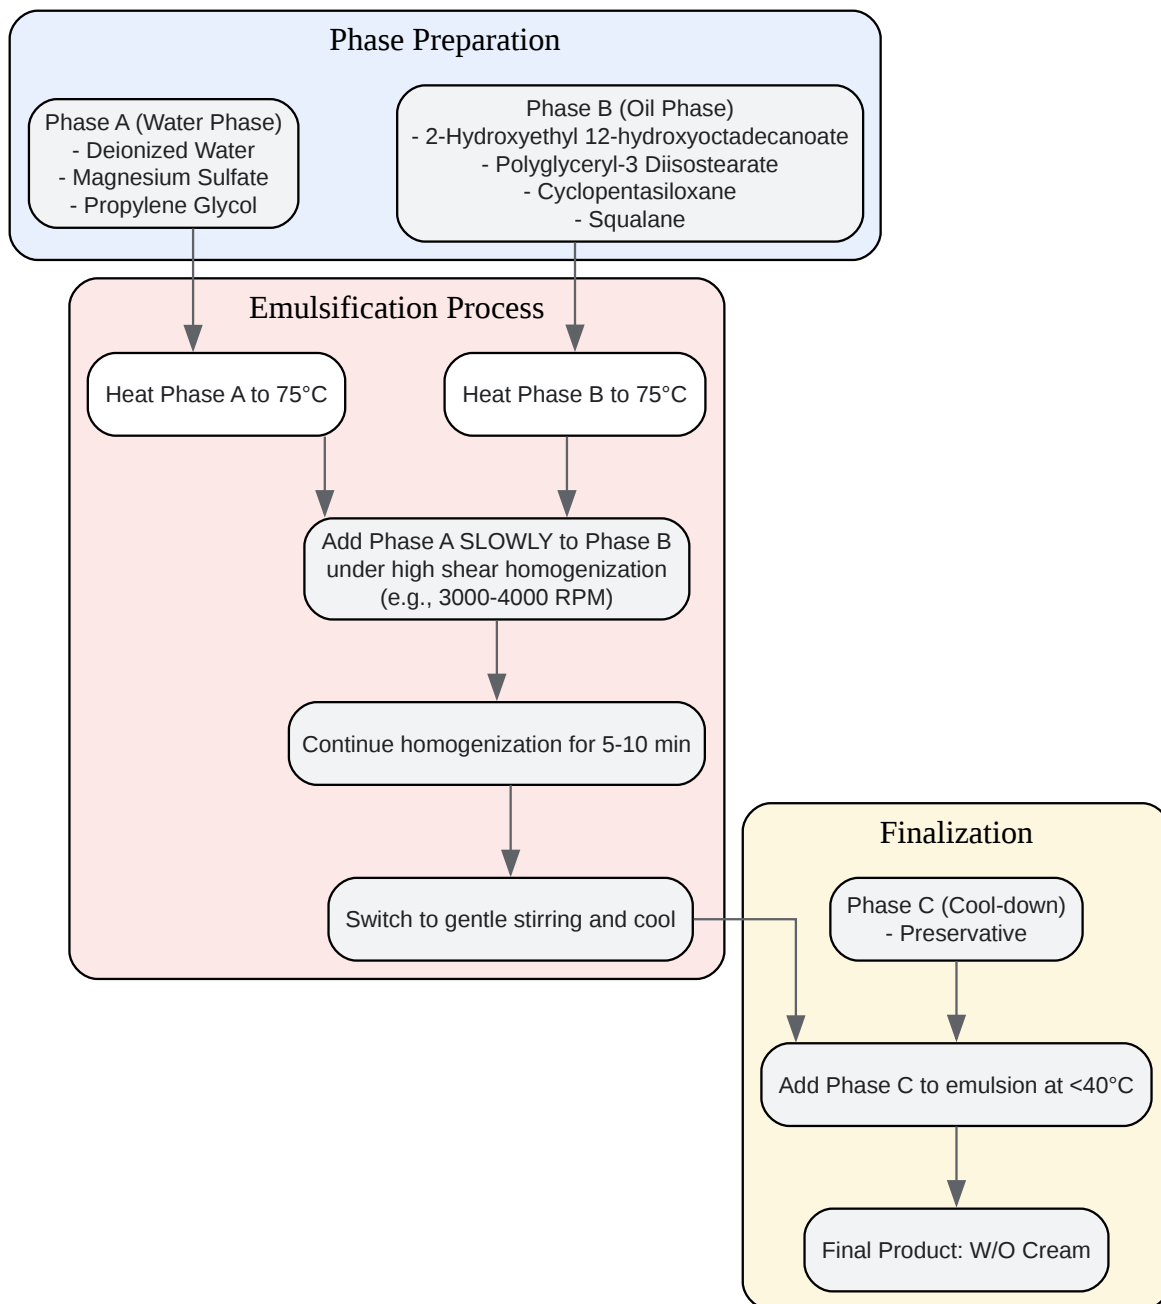 Phase Preparation
Phase A (Water Phase)
- Deionized Water
- Magnesium Sulfate
- Propylene Glycol
Phase B (Oil Phase)
- 2-Hydroxyethyl 12-hydroxyoctadecanoate
- Polyglyceryl-3 Diisostearate
- Cyclopentasiloxane
- Squalane
Emulsification Process
Heat Phase A to 75°C
Heat Phase B to 75°C
Add Phase A SLOWLY to Phase B
under high shear homogenization
(e.g., 3000-4000 RPM)
Continue homogenization for 5-10 min
Switch to gentle stirring and cool
Finalization
Phase C (Cool-down)
- Preservative
Add Phase C to emulsion at <40°C
Final Product: W/O Cream